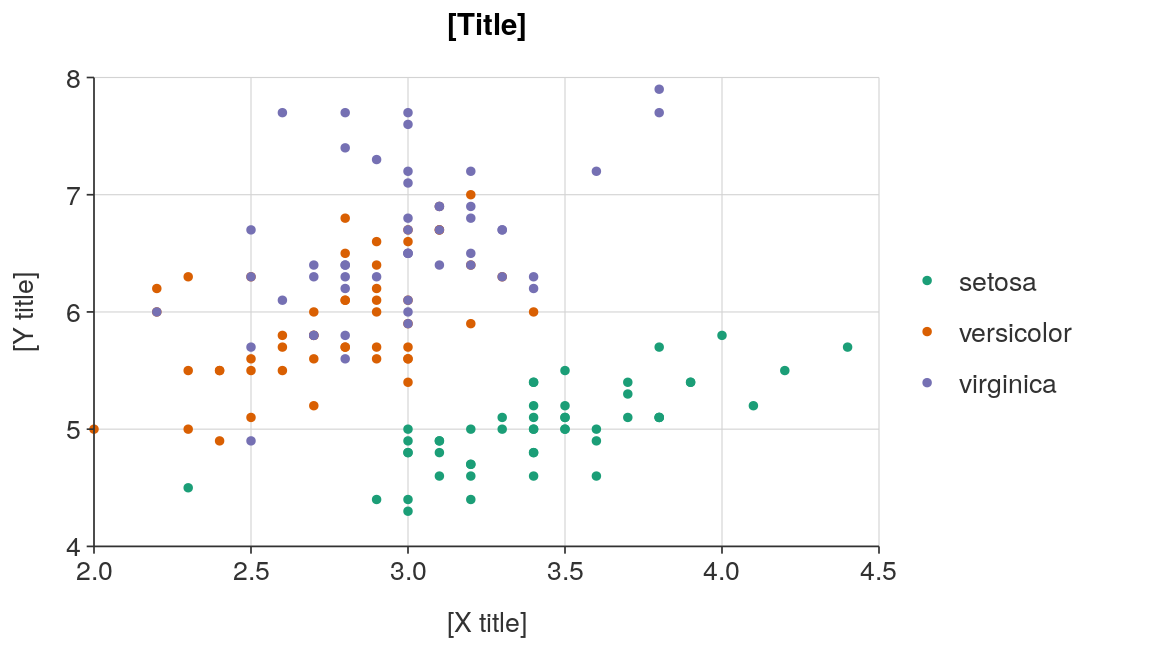 [Title]
8
7
6
5
4
[Y title]
2.0 2.5 3.0 3.5 4.0 4.5
[X title]
setosa
versicolor
virginica